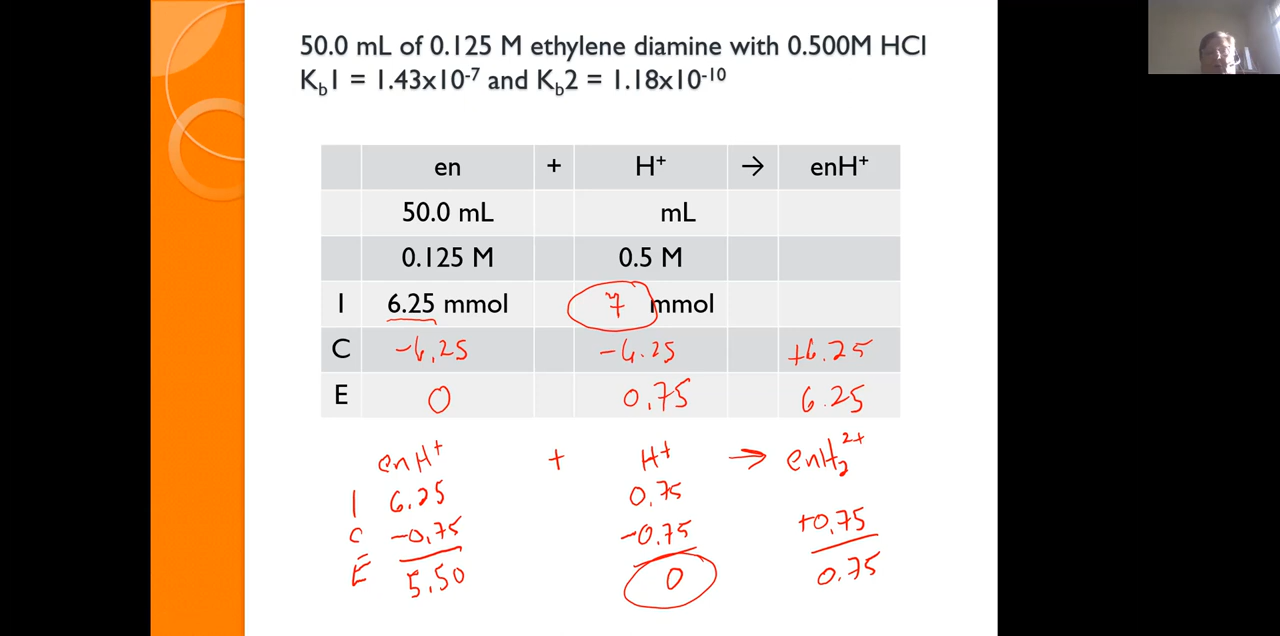 50.0 mL of 0.125 M ethylene diamine with 0.500M HCl
K_b1 = 1.43x10⁻⁷ and K_b2 = 1.18x10⁻¹⁰
en + H⁺ → enH⁺
50.0 mL mL
0.125 M 0.5 M
I 6.25 mmol 7 mmol
C -6.25 -6.25 +6.25
E 0 0.75 6.25
enH⁺ + H⁺ → enH₂²⁺
I 6.25 0.75
C -0.75 -0.75 +0.75
E 5.50 0 0.75